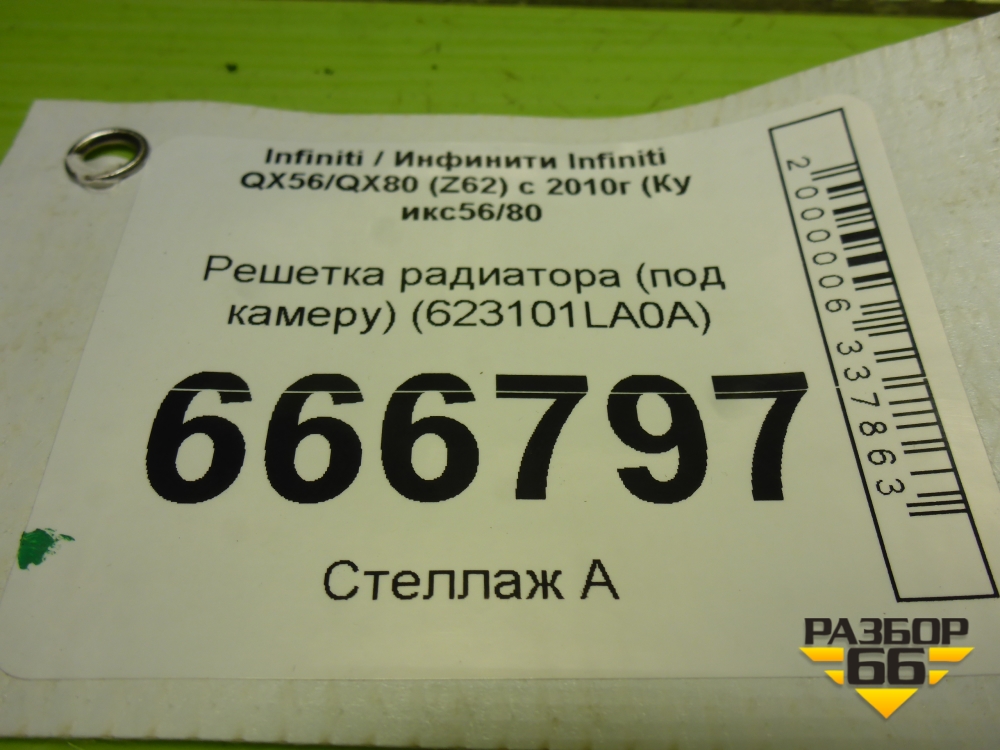 Infiniti / Инфинити Infiniti
QX56/QX80 (Z62) с 2010г (Ку
икс56/80
Решетка радиатора (под
камеру) (623101LA0A)
666797
Стеллаж А
2000006337863
РАЗБОР
66